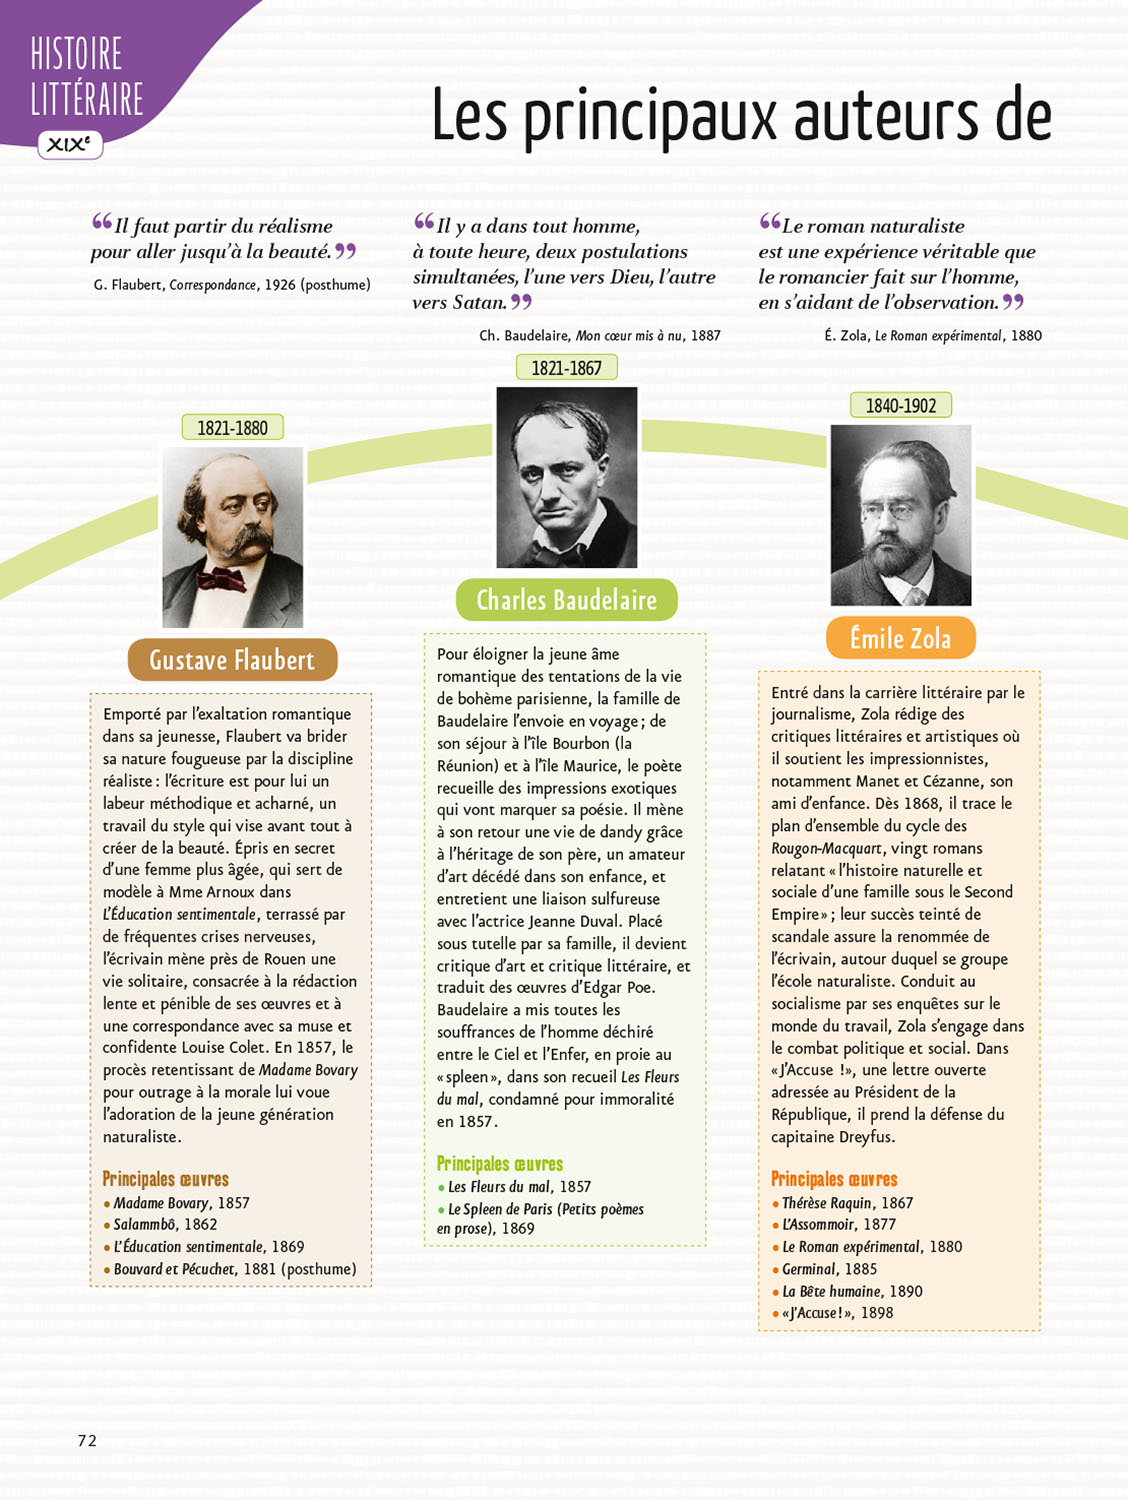 HISTOIRE
LITTÉRAIRE
XIXe
Les principaux auteurs de
“Il faut partir du réalisme
pour aller jusqu’à la beauté.”
G. Flaubert, Correspondance, 1926 (posthume)
“Il y a dans tout homme,
à toute heure, deux postulations
simultanées, l’une vers Dieu, l’autre
vers Satan.”
Ch. Baudelaire, Mon cœur mis à nu, 1887
“Le roman naturaliste
est une expérience véritable que
le romancier fait sur l’homme,
en s’aidant de l’observation.”
É. Zola, Le Roman expérimental, 1880
1821-1880
Gustave Flaubert
Emporté par l’exaltation romantique
dans sa jeunesse, Flaubert va brider
sa nature fougueuse par la discipline
réaliste : l’écriture est pour lui un
labeur méthodique et acharné, un
travail du style qui vise avant tout à
créer de la beauté. Épris en secret
d’une femme plus âgée, qui sert de
modèle à Mme Arnoux dans
L’Éducation sentimentale, terrassé par
de fréquentes crises nerveuses,
l’écrivain mène près de Rouen une
vie solitaire, consacrée à la rédaction
lente et pénible de ses œuvres et à
une correspondance avec sa muse et
confidente Louise Colet. En 1857, le
procès retentissant de Madame Bovary
pour outrage à la morale lui voue
l’adoration de la jeune génération
naturaliste.
Principales œuvres
• Madame Bovary, 1857
• Salammbô, 1862
• L’Éducation sentimentale, 1869
• Bouvard et Pécuchet, 1881 (posthume)
1821-1867
Charles Baudelaire
Pour éloigner la jeune âme
romantique des tentations de la vie
de bohème parisienne, la famille de
Baudelaire l’envoie en voyage ; de
son séjour à l’île Bourbon (la
Réunion) et à l’île Maurice, le poète
recueille des impressions exotiques
qui vont marquer sa poésie. Il mène
à son retour une vie de dandy grâce
à l’héritage de son père, un amateur
d’art décédé dans son enfance, et
entretient une liaison sulfureuse
avec l’actrice Jeanne Duval. Placé
sous tutelle par sa famille, il devient
critique d’art et critique littéraire, et
traduit des œuvres d’Edgar Poe.
Baudelaire a mis toutes les
souffrances de l’homme déchiré
entre le Ciel et l’Enfer, en proie au
« spleen », dans son recueil Les Fleurs
du mal, condamné pour immoralité
en 1857.
Principales œuvres
• Les Fleurs du mal, 1857
• Le Spleen de Paris (Petits poèmes
en prose), 1869
1840-1902
Émile Zola
Entré dans la carrière littéraire par le
journalisme, Zola rédige des
critiques littéraires et artistiques où
il soutient les impressionnistes,
notamment Manet et Cézanne, son
ami d’enfance. Dès 1868, il trace le
plan d’ensemble du cycle des
Rougon-Macquart, vingt romans
relatant « l’histoire naturelle et
sociale d’une famille sous le Second
Empire » ; leur succès teinté de
scandale assure la renommée de
l’écrivain, autour duquel se groupe
l’école naturaliste. Conduit au
socialisme par ses enquêtes sur le
monde du travail, Zola s’engage dans
le combat politique et social. Dans
« J’Accuse !», une lettre ouverte
adressée au Président de la
République, il prend la défense du
capitaine Dreyfus.
Principales œuvres
• Thérèse Raquin, 1867
• L’Assommoir, 1877
• Le Roman expérimental, 1880
• Germinal, 1885
• La Bête humaine, 1890
• « J’Accuse ! », 1898
72